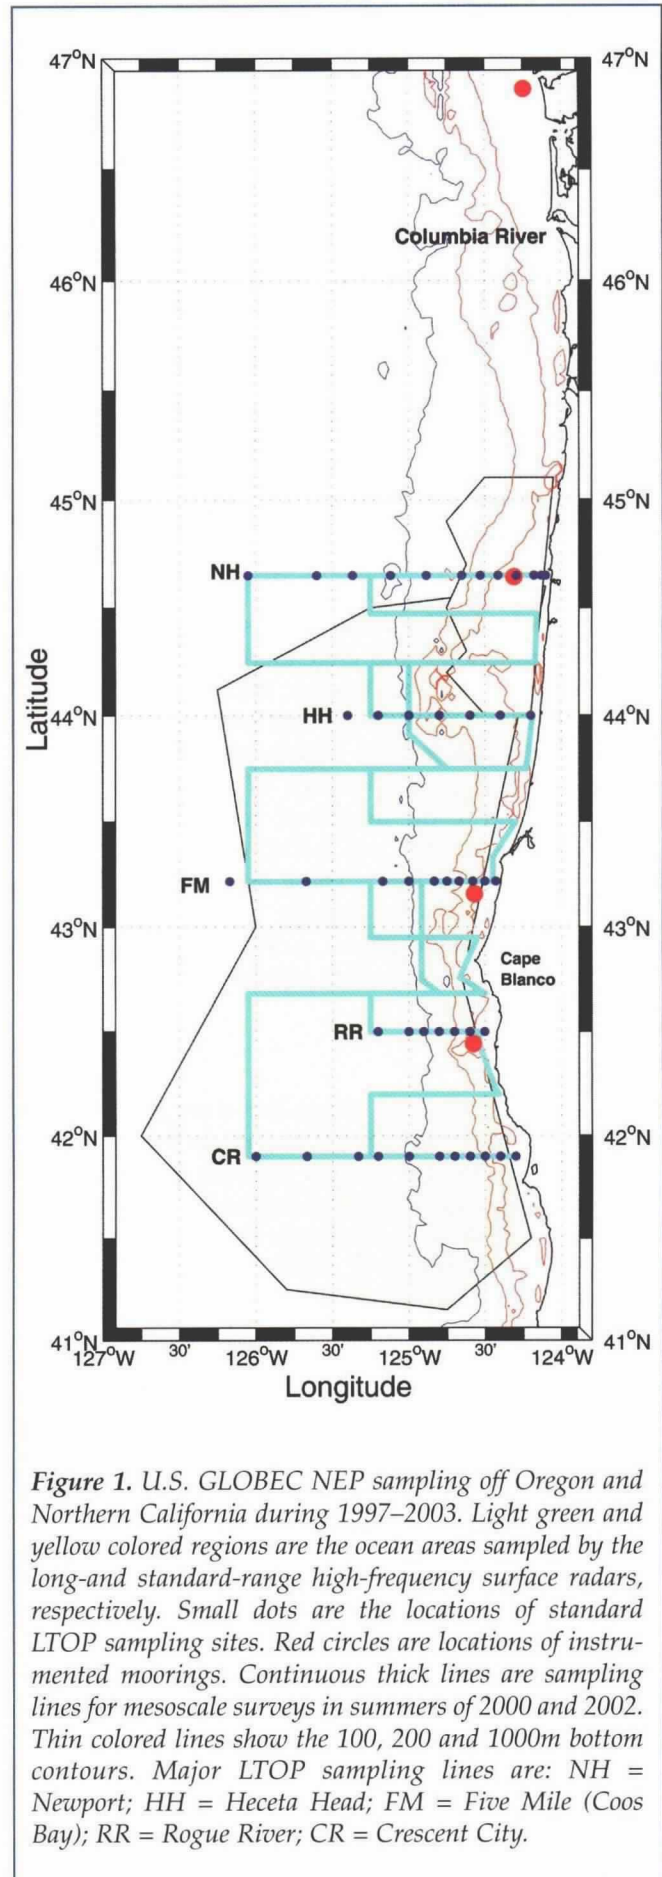 47°N
47°N
Columbia River
46°N
46°N
45°N
45°N
NH
Latitude
44°N
HH
44°N
FM
43°N
43°N
Cape
Blanco
RR
42°N
CR
42°N
41°N
41°N
127°W 30' 126°W 30' 125°W 30' 124°W
Longitude
Figure 1. U.S. GLOBEC NEP sampling off Oregon and
Northern California during 1997–2003. Light green and
yellow colored regions are the ocean areas sampled by the
long-and standard-range high-frequency surface radars,
respectively. Small dots are the locations of standard
LTOP sampling sites. Red circles are locations of instru-
mented moorings. Continuous thick lines are sampling
lines for mesoscale surveys in summers of 2000 and 2002.
Thin colored lines show the 100, 200 and 1000m bottom
contours. Major LTOP sampling lines are: NH =
Newport; HH = Heceta Head; FM = Five Mile (Coos
Bay); RR = Rogue River; CR = Crescent City.